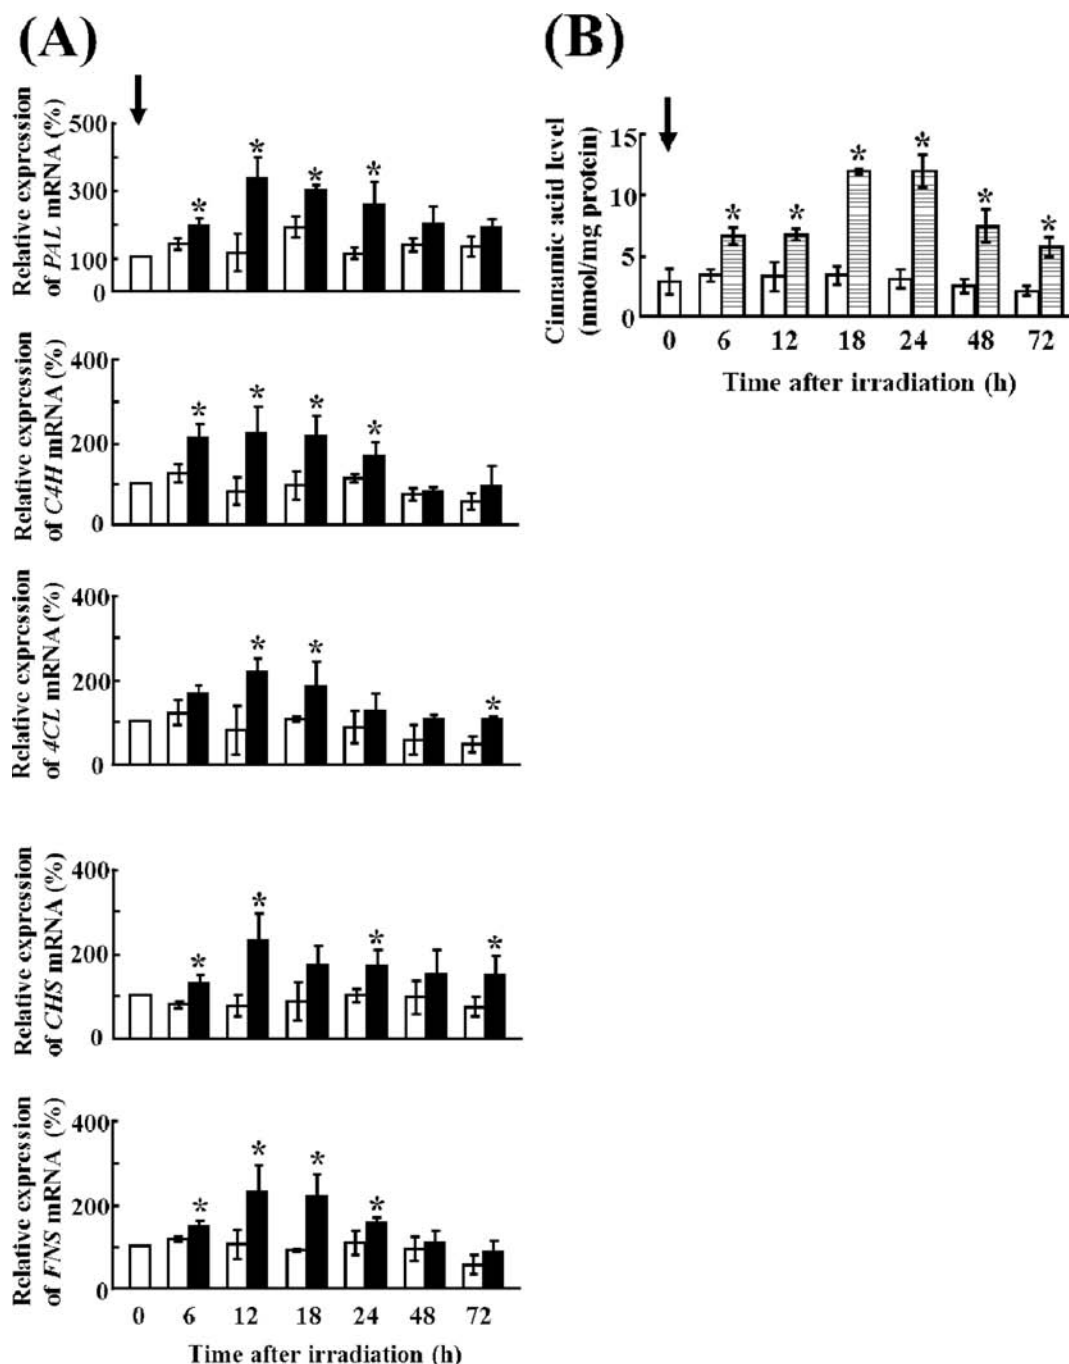 (A)
Relative expression
of PAL mRNA (%)
500
300
100
0
*
*
*
*
Relative expression
of C4H mRNA (%)
400
200
0
*
*
*
*
Relative expression
of 4CL mRNA (%)
400
200
0
*
*
*
Relative expression
of CHS mRNA (%)
400
200
0
*
*
*
*
Relative expression
of FNS mRNA (%)
400
200
0
*
*
*
*
0 6 12 18 24 48 72
Time after irradiation (h)
(B)
Cinnamic acid level
(nmol/mg protein)
15
10
5
0
*
*
*
*
*
*
0 6 12 18 24 48 72
Time after irradiation (h)